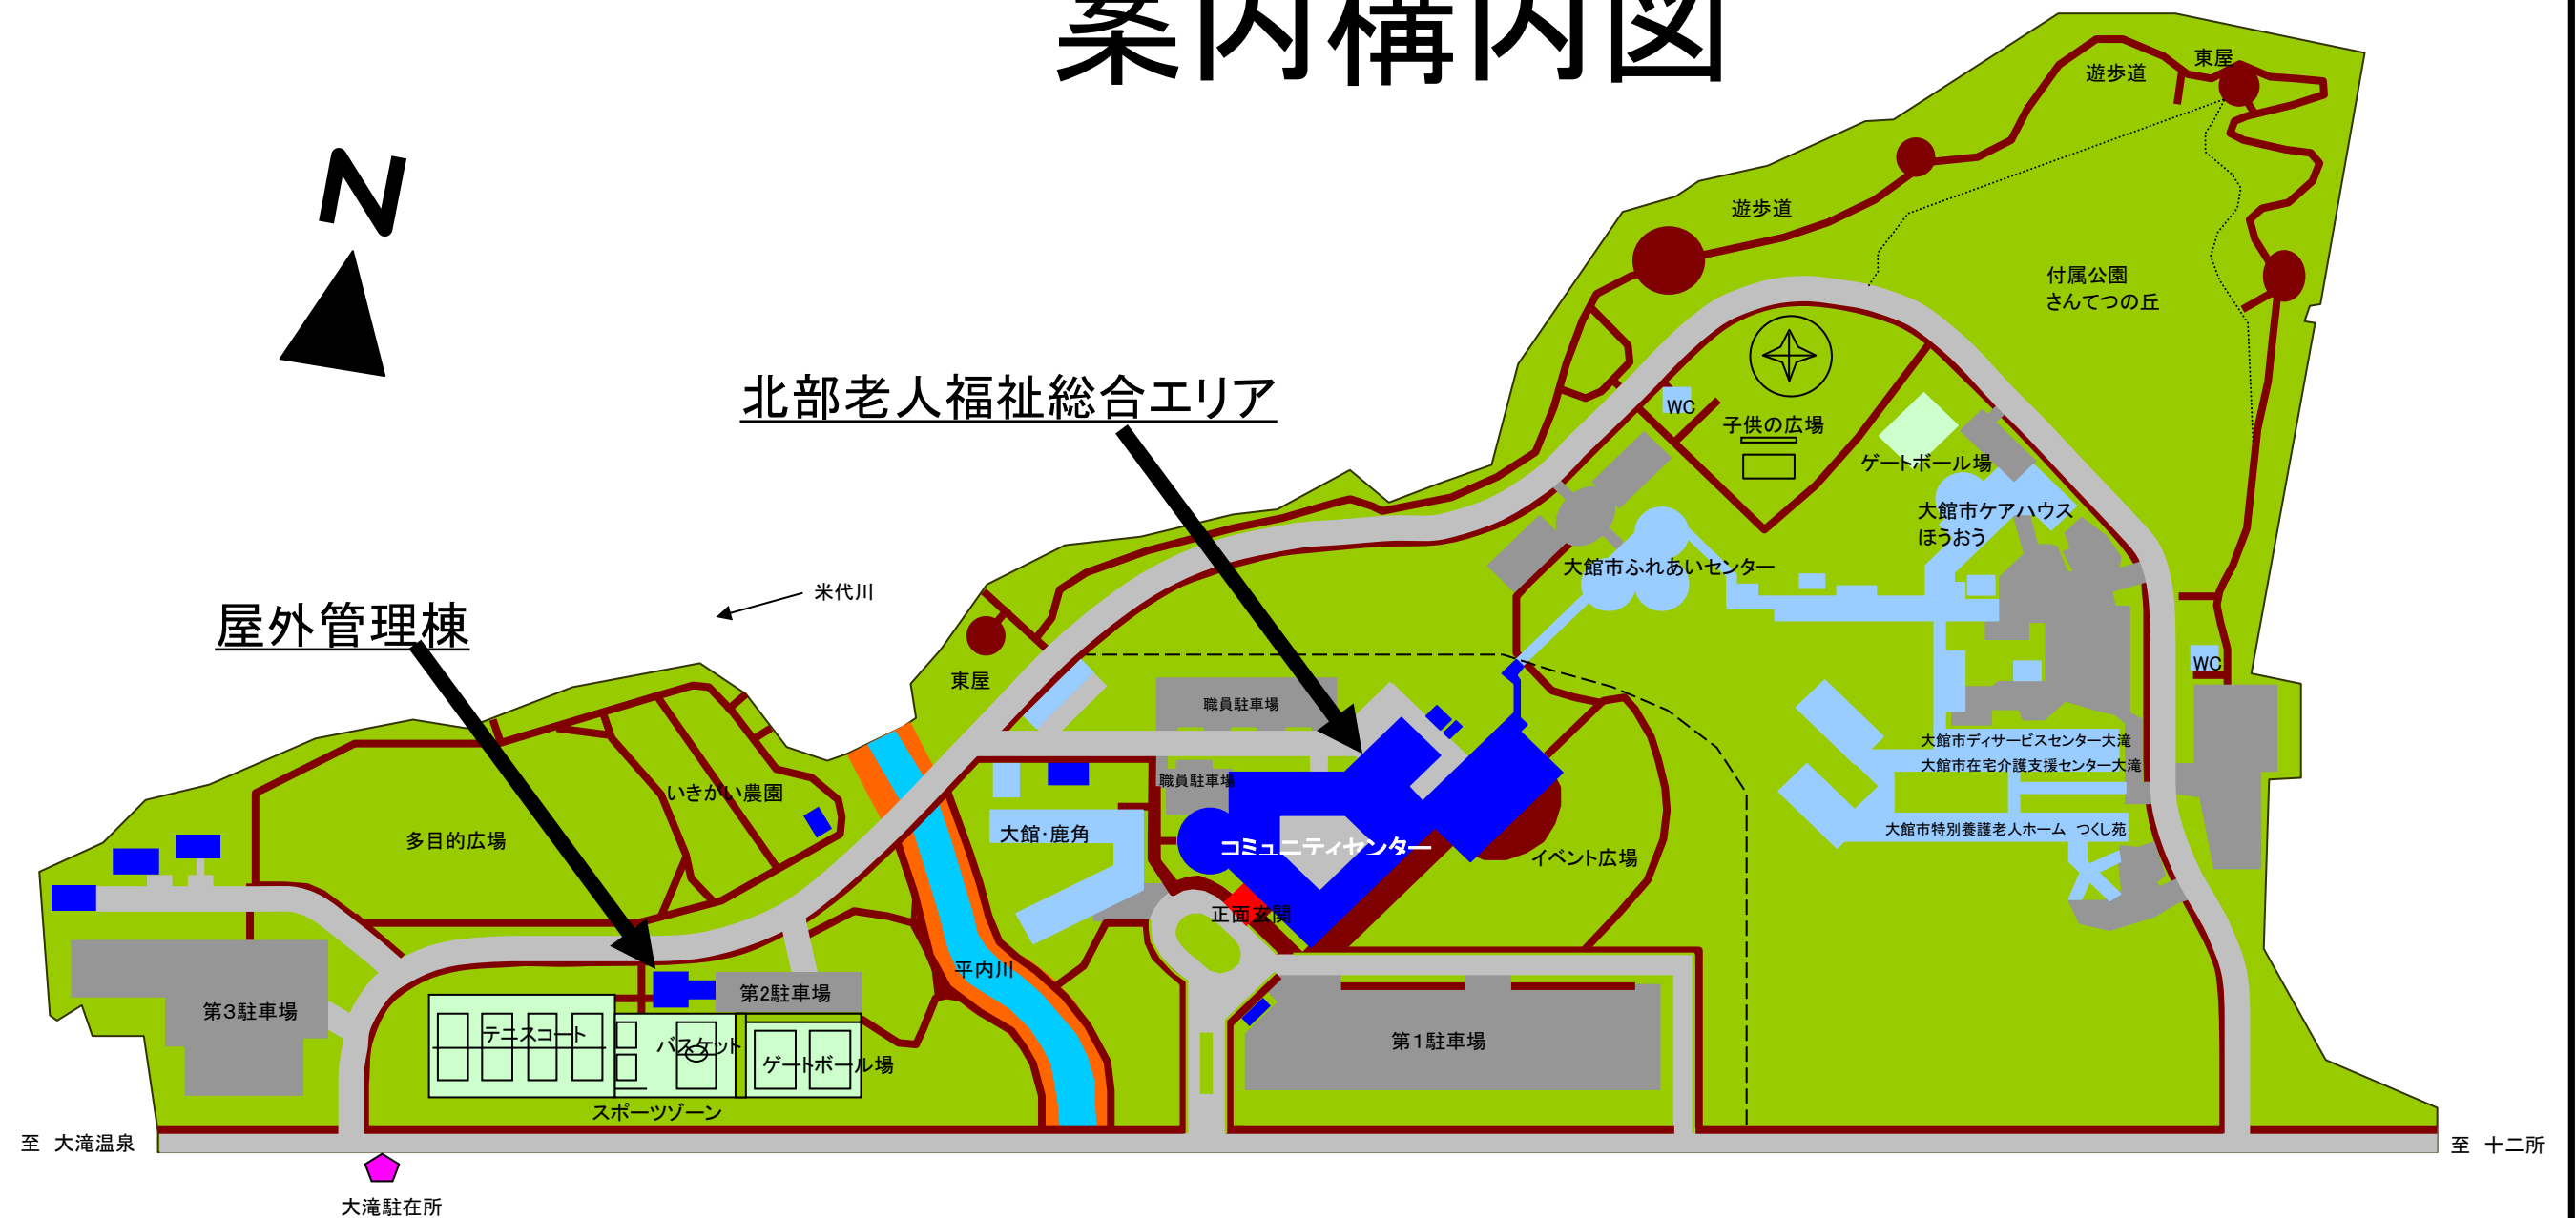 案内構内図
東屋
遊歩道
遊歩道
N
付属公園
さんてつの丘
北部老人福祉総合エリア
WC
子供の広場
ゲートボール場
大館市ケアハウス
ほうおう
大館市ふれあいセンター
米代川
屋外管理棟
WC
東屋
職員駐車場
大館市ディサービスセンター大滝
大館市在宅介護支援センター大滝
職員駐車場
いきがい農園
多目的広場
大館・鹿角
コミュニティセンター
大館市特別養護老人ホーム つくし苑
イベント広場
正面玄関
平内川
第2駐車場
第3駐車場
テニスコート
バスケット
ゲートボール場
第1駐車場
スポーツゾーン
至 大滝温泉
至 十二所
大滝駐在所